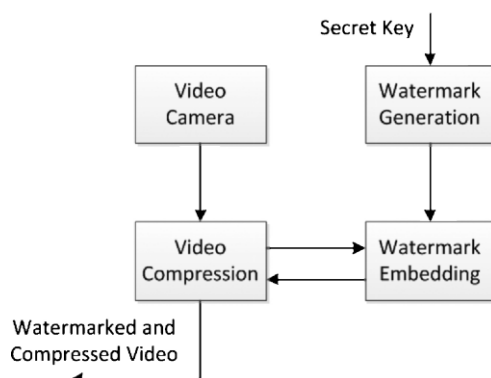 Secret Key
Video
Camera
Watermark
Generation
Video
Compression
Watermark
Embedding
Watermarked and
Compressed Video